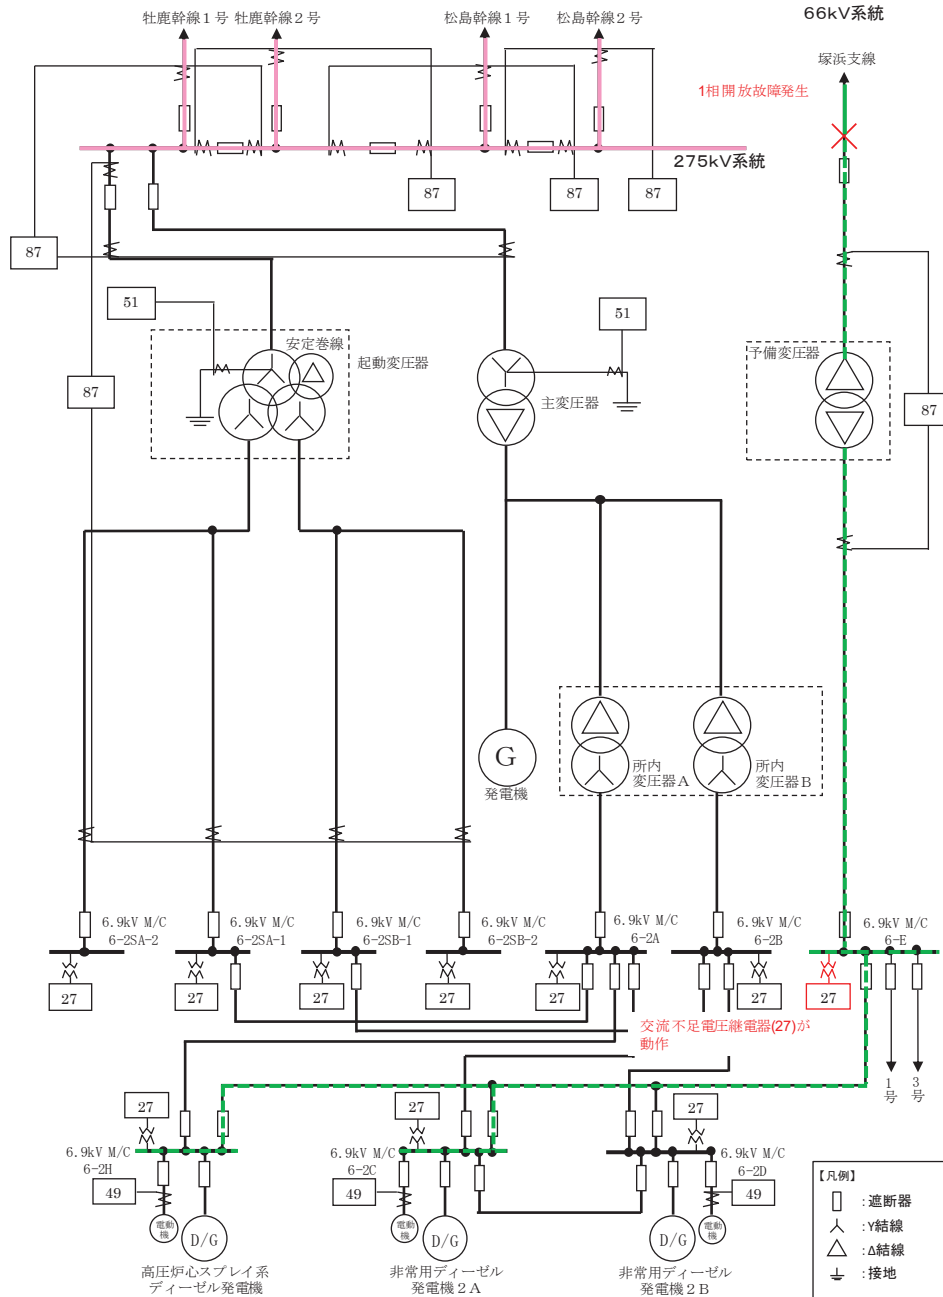 66kV系統
牡鹿幹線１号
牡鹿幹線２号
松島幹線１号
松島幹線２号
塚浜支線
1相開放故障発生
275kV系統
87
87
87
87
51
51
安定巻線
起動変圧器
予備変圧器
87
主変圧器
87
G
発電機
所内
変圧器Ａ
所内
変圧器Ｂ
6.9kV M/C
6-2SA-2
6.9kV M/C
6-2SA-1
6.9kV M/C
6-2SB-1
6.9kV M/C
6-2SB-2
6.9kV M/C
6-2A
6.9kV M/C
6-2B
6.9kV M/C
6-E
27
27
27
27
27
27
27
交流不足電圧継電器(27)が
動作
1
号
3
号
27
27
27
6.9kV M/C
6-2H
6.9kV M/C
6-2C
6.9kV M/C
6-2D
49
49
49
電動
機
D/G
電動
機
D/G
D/G
電動
機
高圧炉心スプレイ系
ディーゼル発電機
非常用ディーゼル
発電機２Ａ
非常用ディーゼル
発電機２Ｂ
【凡例】
：遮断器
：Y結線
：Δ結線
：接地